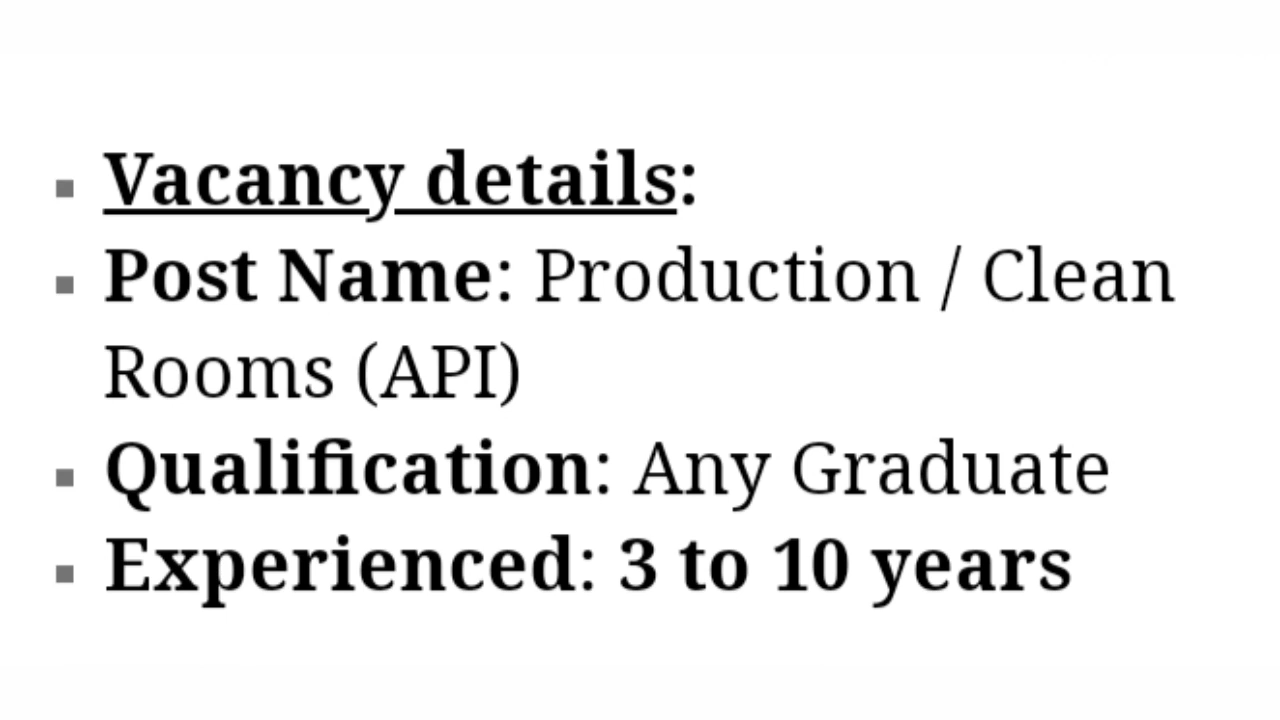 Vacancy details:
Post Name: Production / Clean
Rooms (API)
Qualification: Any Graduate
Experienced: 3 to 10 years